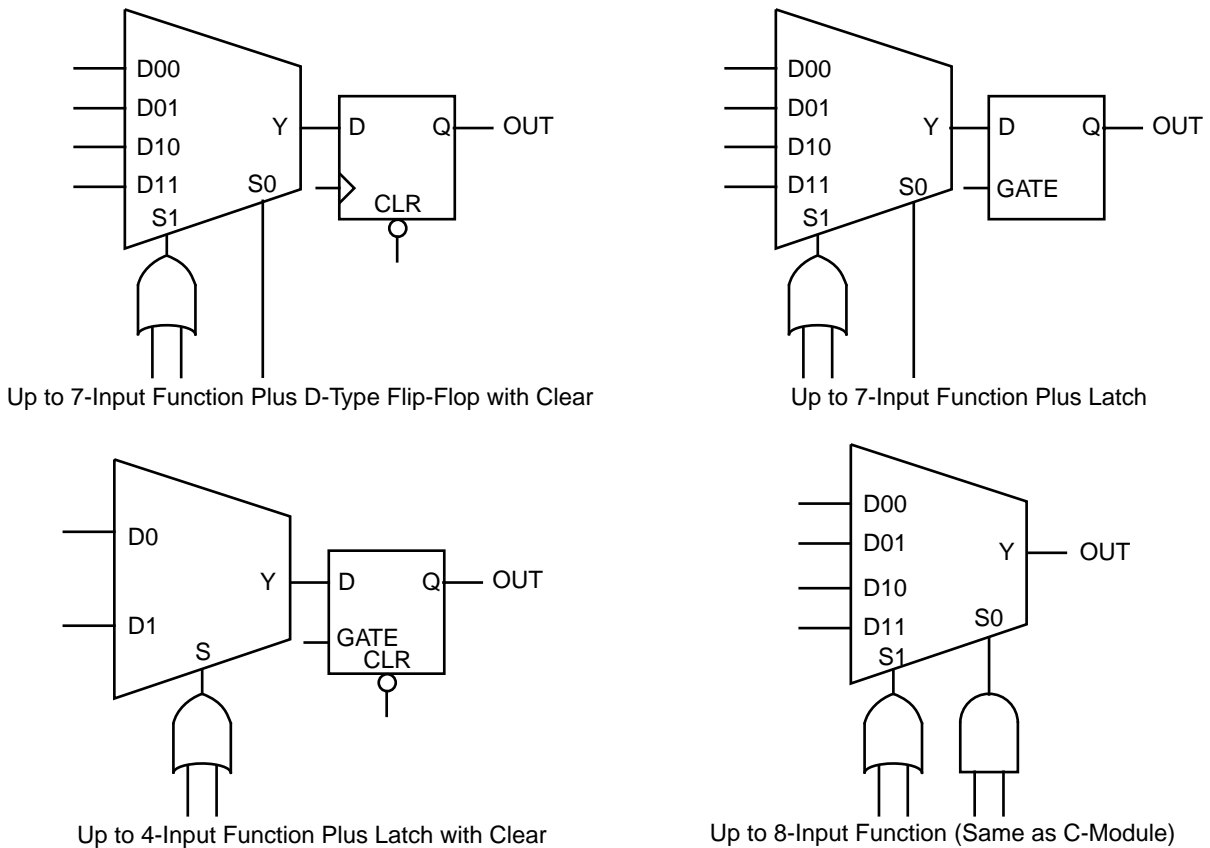 D00
D01
D10
D11
Y
S0
S1
D
Q
CLR
OUT
Up to 7-Input Function Plus D-Type Flip-Flop with Clear
D00
D01
D10
D11
Y
S0
S1
D
Q
GATE
OUT
Up to 7-Input Function Plus Latch
D0
D1
Y
S
D
Q
GATE
CLR
OUT
Up to 4-Input Function Plus Latch with Clear
D00
D01
D10
D11
Y
S0
S1
OUT
Up to 8-Input Function (Same as C-Module)